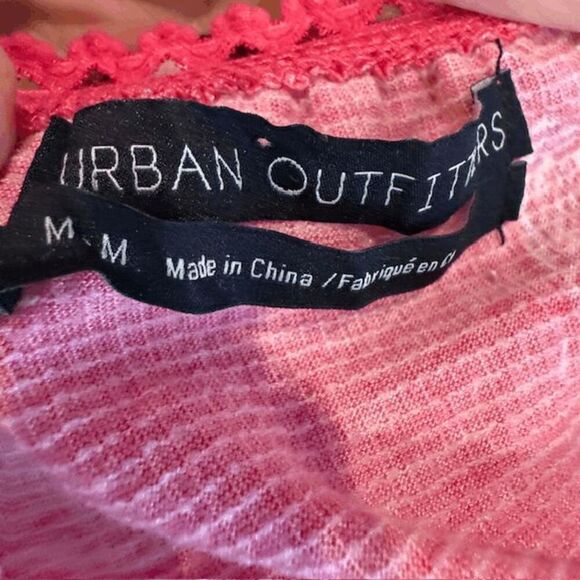 URBAN OUTFITTERS
M M Made in China / Fabriqué en